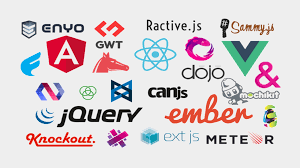 ENYO
GWT
Ractive.js
Sammy.js
A
dojo
&
canJS
mochikit
jQuery
ember
Knockout.
ext.js
METEOR